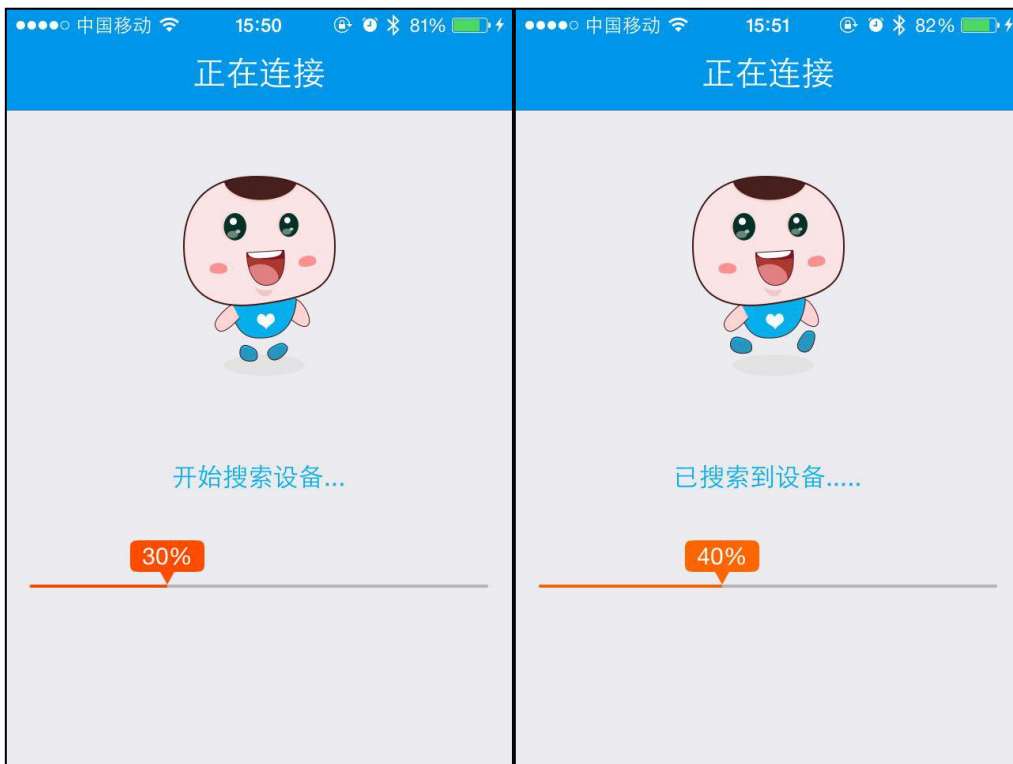 中国移动 15:50 81%
正在连接
开始搜索设备...
30%
中国移动 15:51 82%
正在连接
已搜索到设备.....
40%